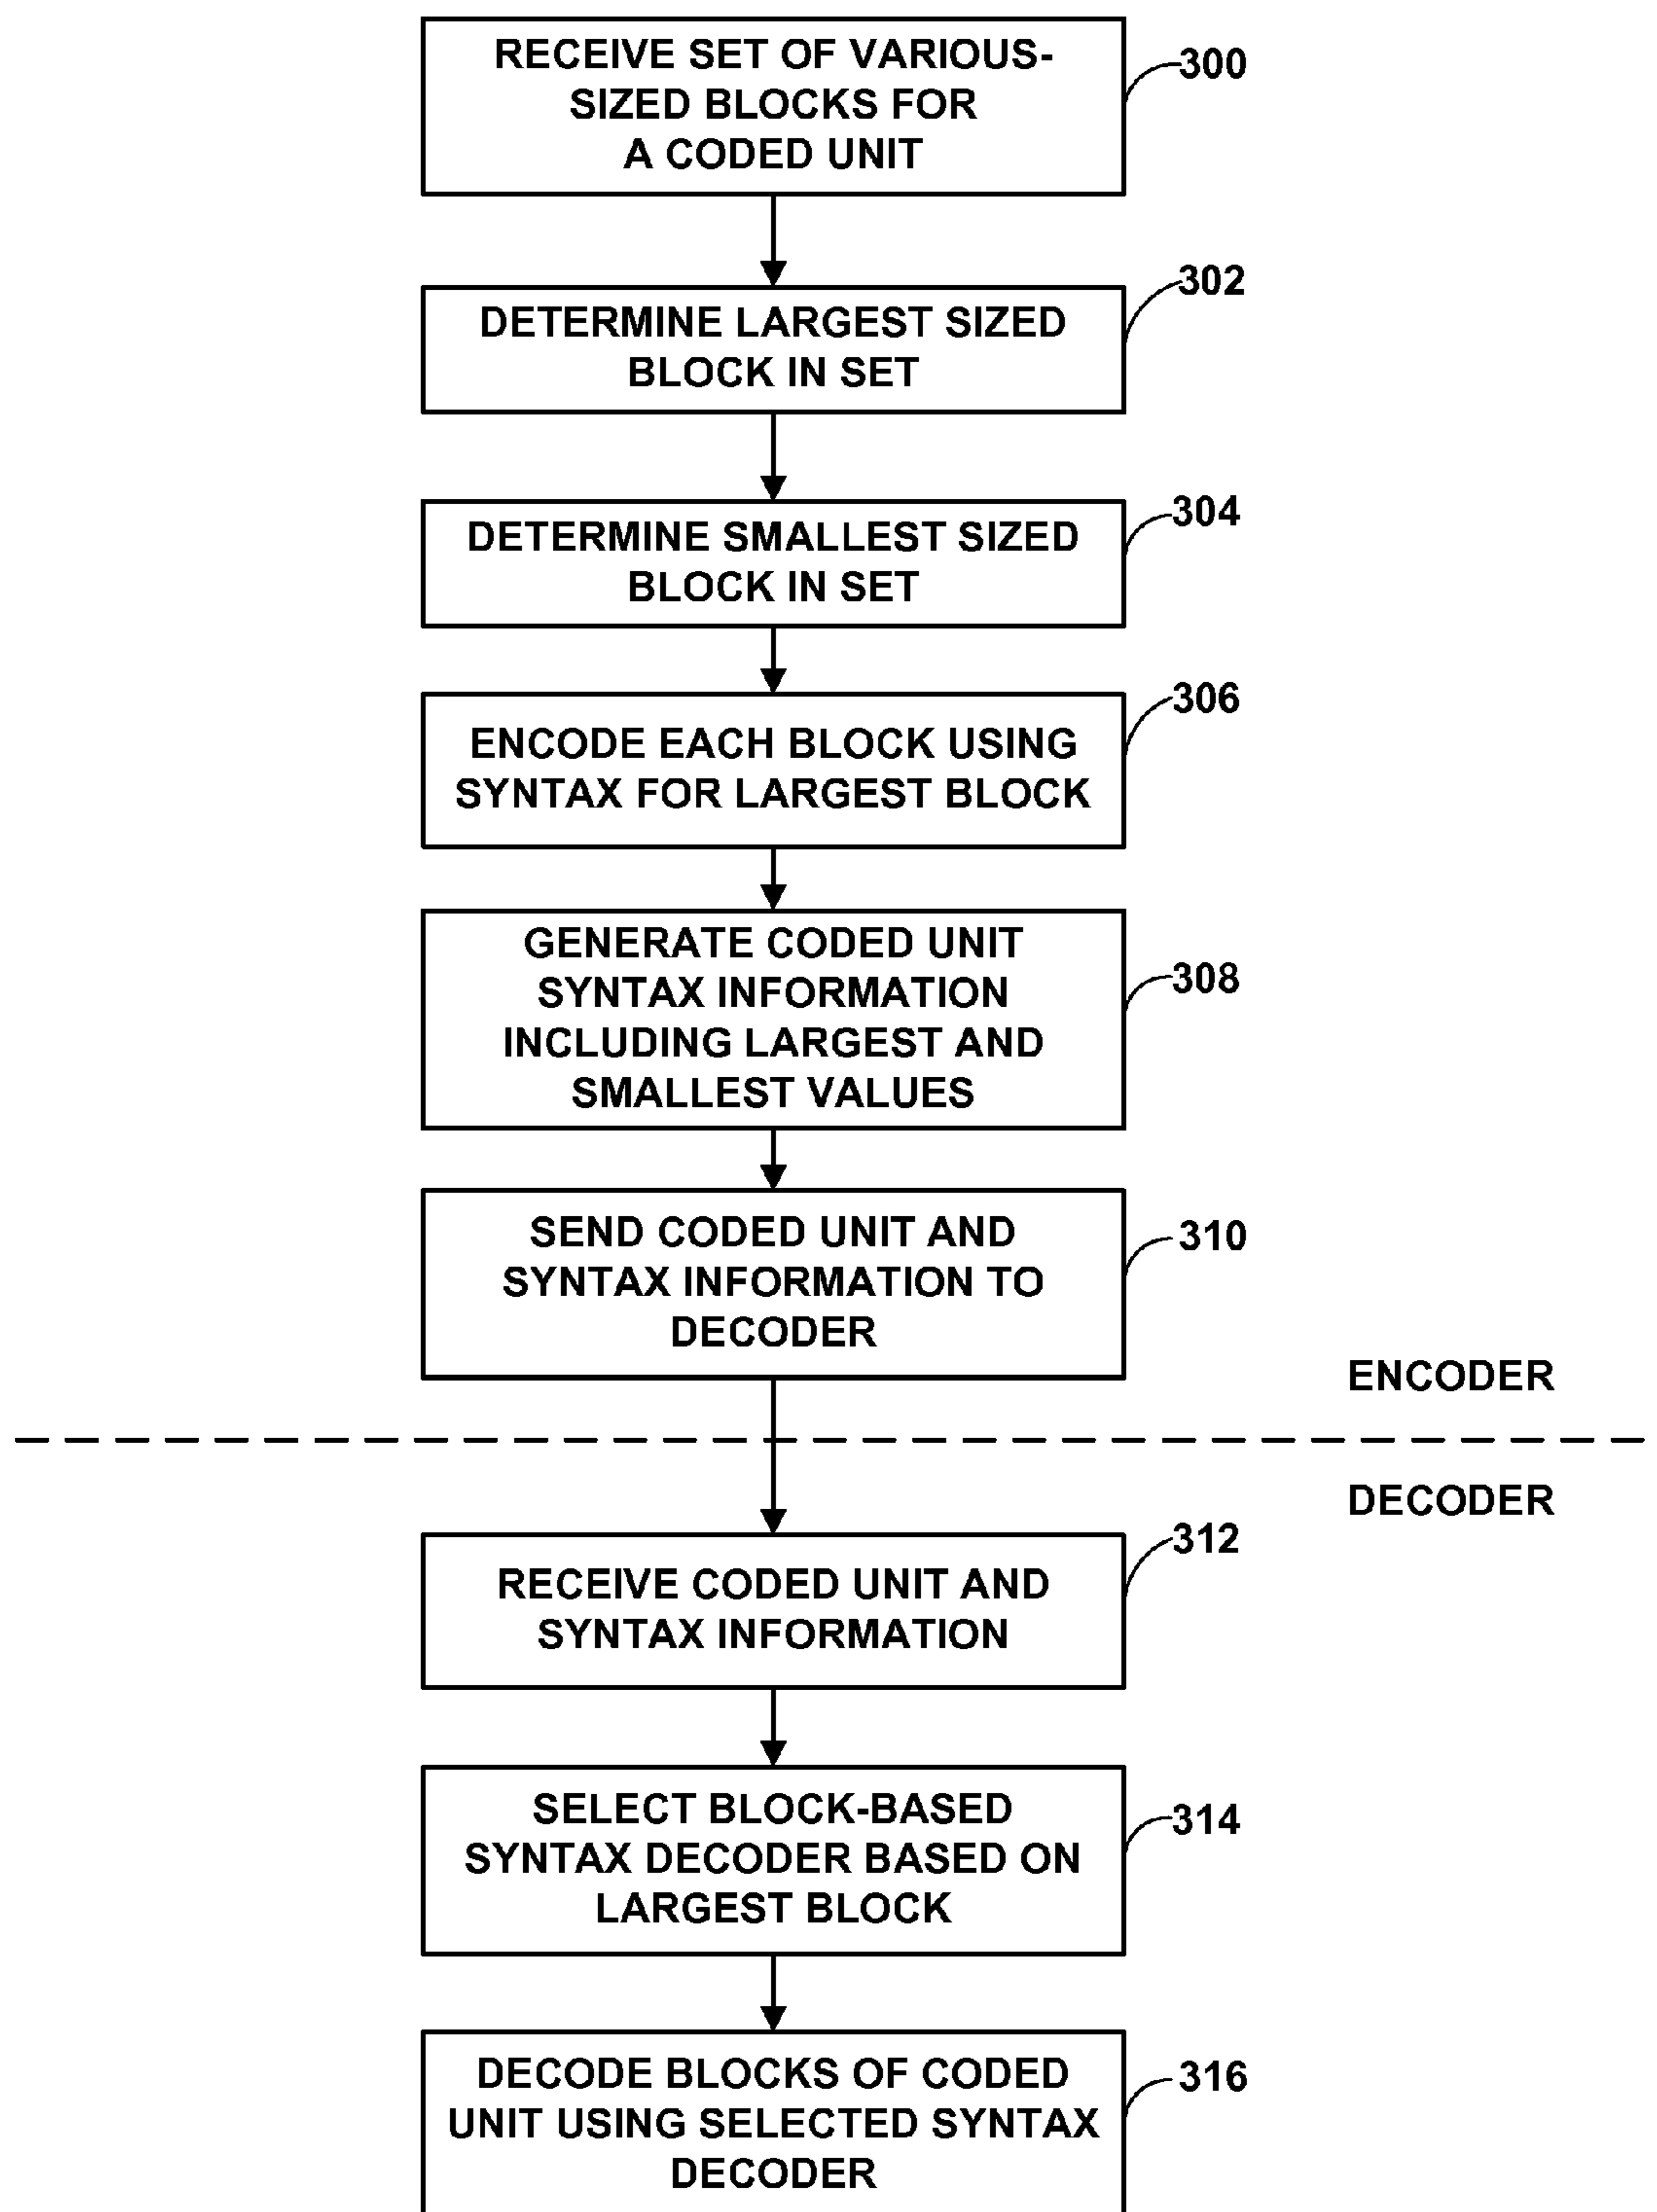 RECEIVE SET OF VARIOUS-
SIZED BLOCKS FOR
A CODED UNIT
300
302
DETERMINE LARGEST SIZED
BLOCK IN SET
304
DETERMINE SMALLEST SIZED
BLOCK IN SET
306
ENCODE EACH BLOCK USING
SYNTAX FOR LARGEST BLOCK
GENERATE CODED UNIT
SYNTAX INFORMATION
INCLUDING LARGEST AND
SMALLEST VALUES
308
SEND CODED UNIT AND
SYNTAX INFORMATION TO
DECODER
310
ENCODER
DECODER
312
RECEIVE CODED UNIT AND
SYNTAX INFORMATION
SELECT BLOCK-BASED
SYNTAX DECODER BASED ON
LARGEST BLOCK
314
DECODE BLOCKS OF CODED
UNIT USING SELECTED SYNTAX
DECODER
316